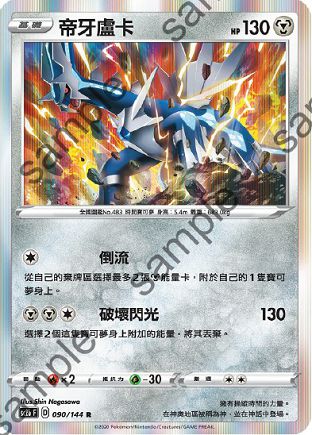 基礎 帝牙盧卡 HP 130
sample
全國圖鑑No.483 時間寶可夢 身高：5.4m 體重：683.0kg
倒流
從自己的棄牌區選擇最多2張能量卡，附於自己的1隻寶可
夢身上。
破壞閃光 130
選擇2個這隻寶可夢身上附加的能量，將其丟棄。
弱點 ×2 抵抗力 -30 撤退
Illus. Shin Nagasawa
090/144 R
擁有操縱時間的力量。
在神奧地區被稱為神，並在神話中登場。
©2020 Pokémon/Nintendo/Creatures/GAME FREAK.